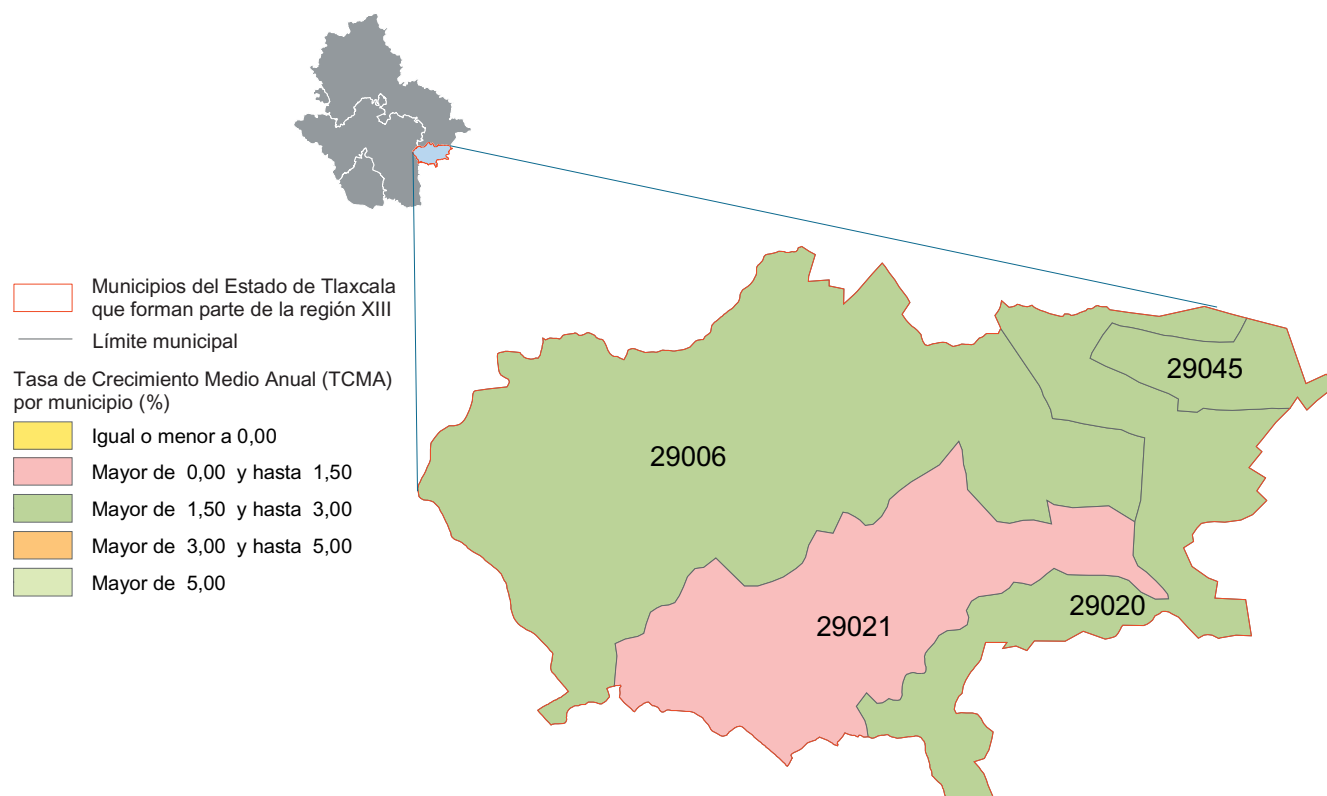 Municipios del Estado de Tlaxcala
que forman parte de la región XIII
Límite municipal
Tasa de Crecimiento Medio Anual (TCMA)
por municipio (%)
Igual o menor a 0,00
Mayor de 0,00 y hasta 1,50
Mayor de 1,50 y hasta 3,00
Mayor de 3,00 y hasta 5,00
Mayor de 5,00
29045
29006
29020
29021